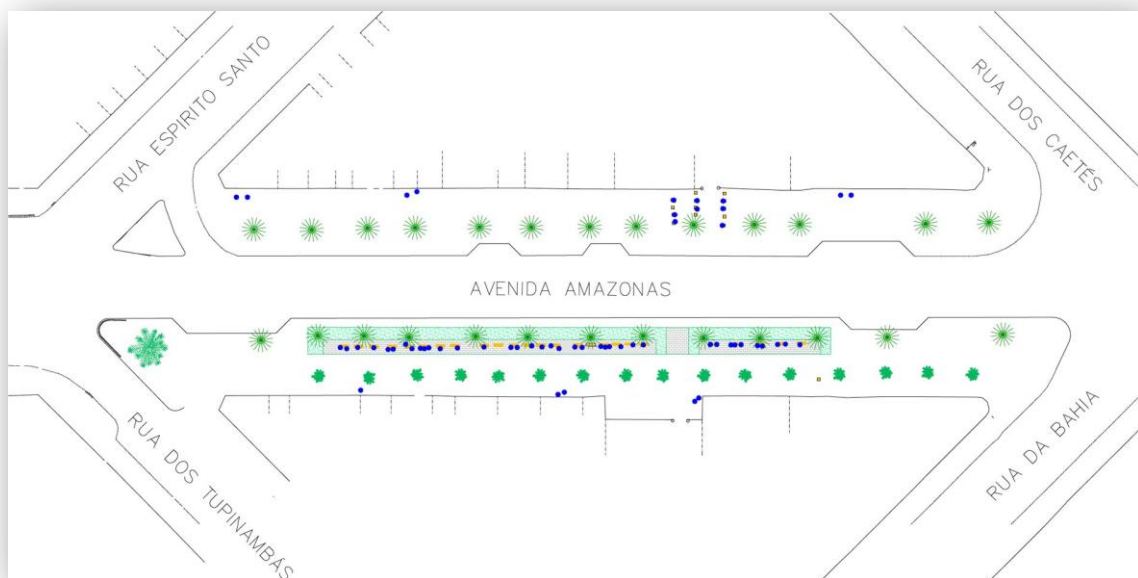 RUA ESPIRITO SANTO
RUA DOS CAETÉS
AVENIDA AMAZONAS
RUA DOS TUPINAMBÁS
RUA DA BAHIA